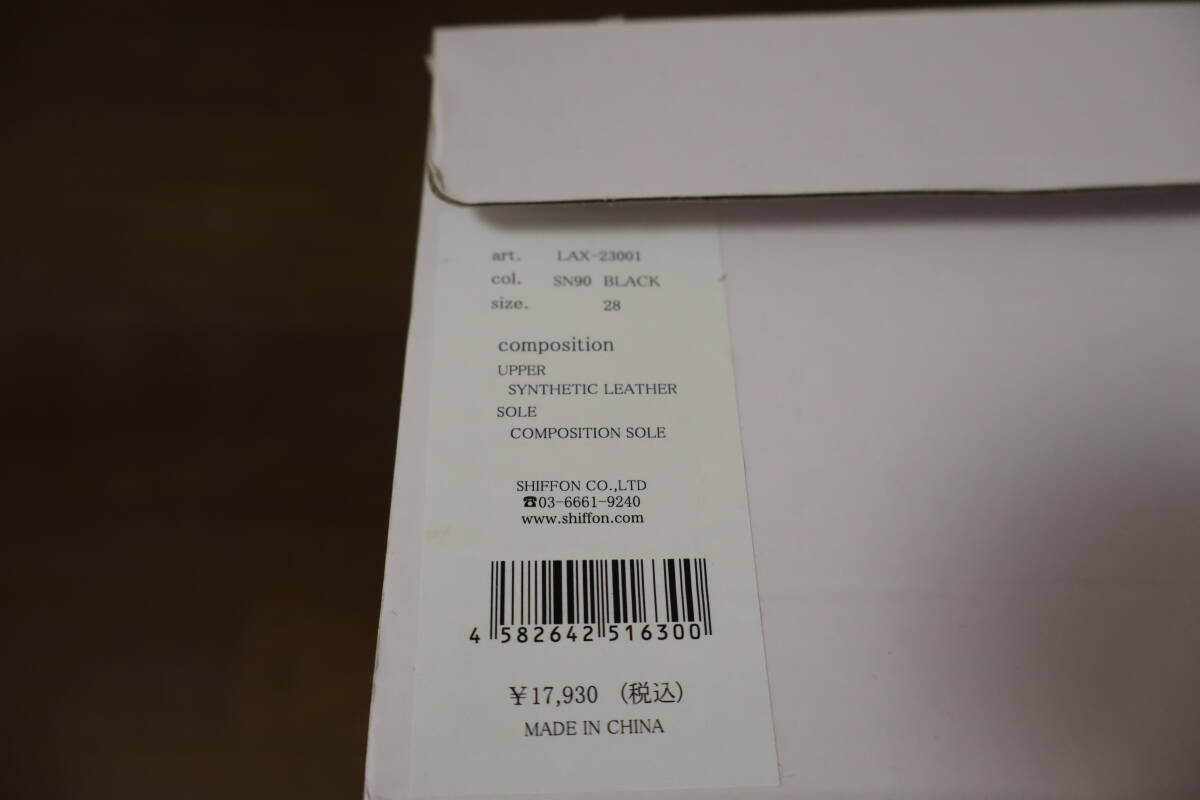 art. LAX-23001
col. SN90 BLACK
size. 28
composition
UPPER
SYNTHETIC LEATHER
SOLE
COMPOSITION SOLE
SHIFFON CO.,LTD
☎03-6661-9240
www.shiffon.com
4 582642 516300
¥17,930 (税込)
MADE IN CHINA